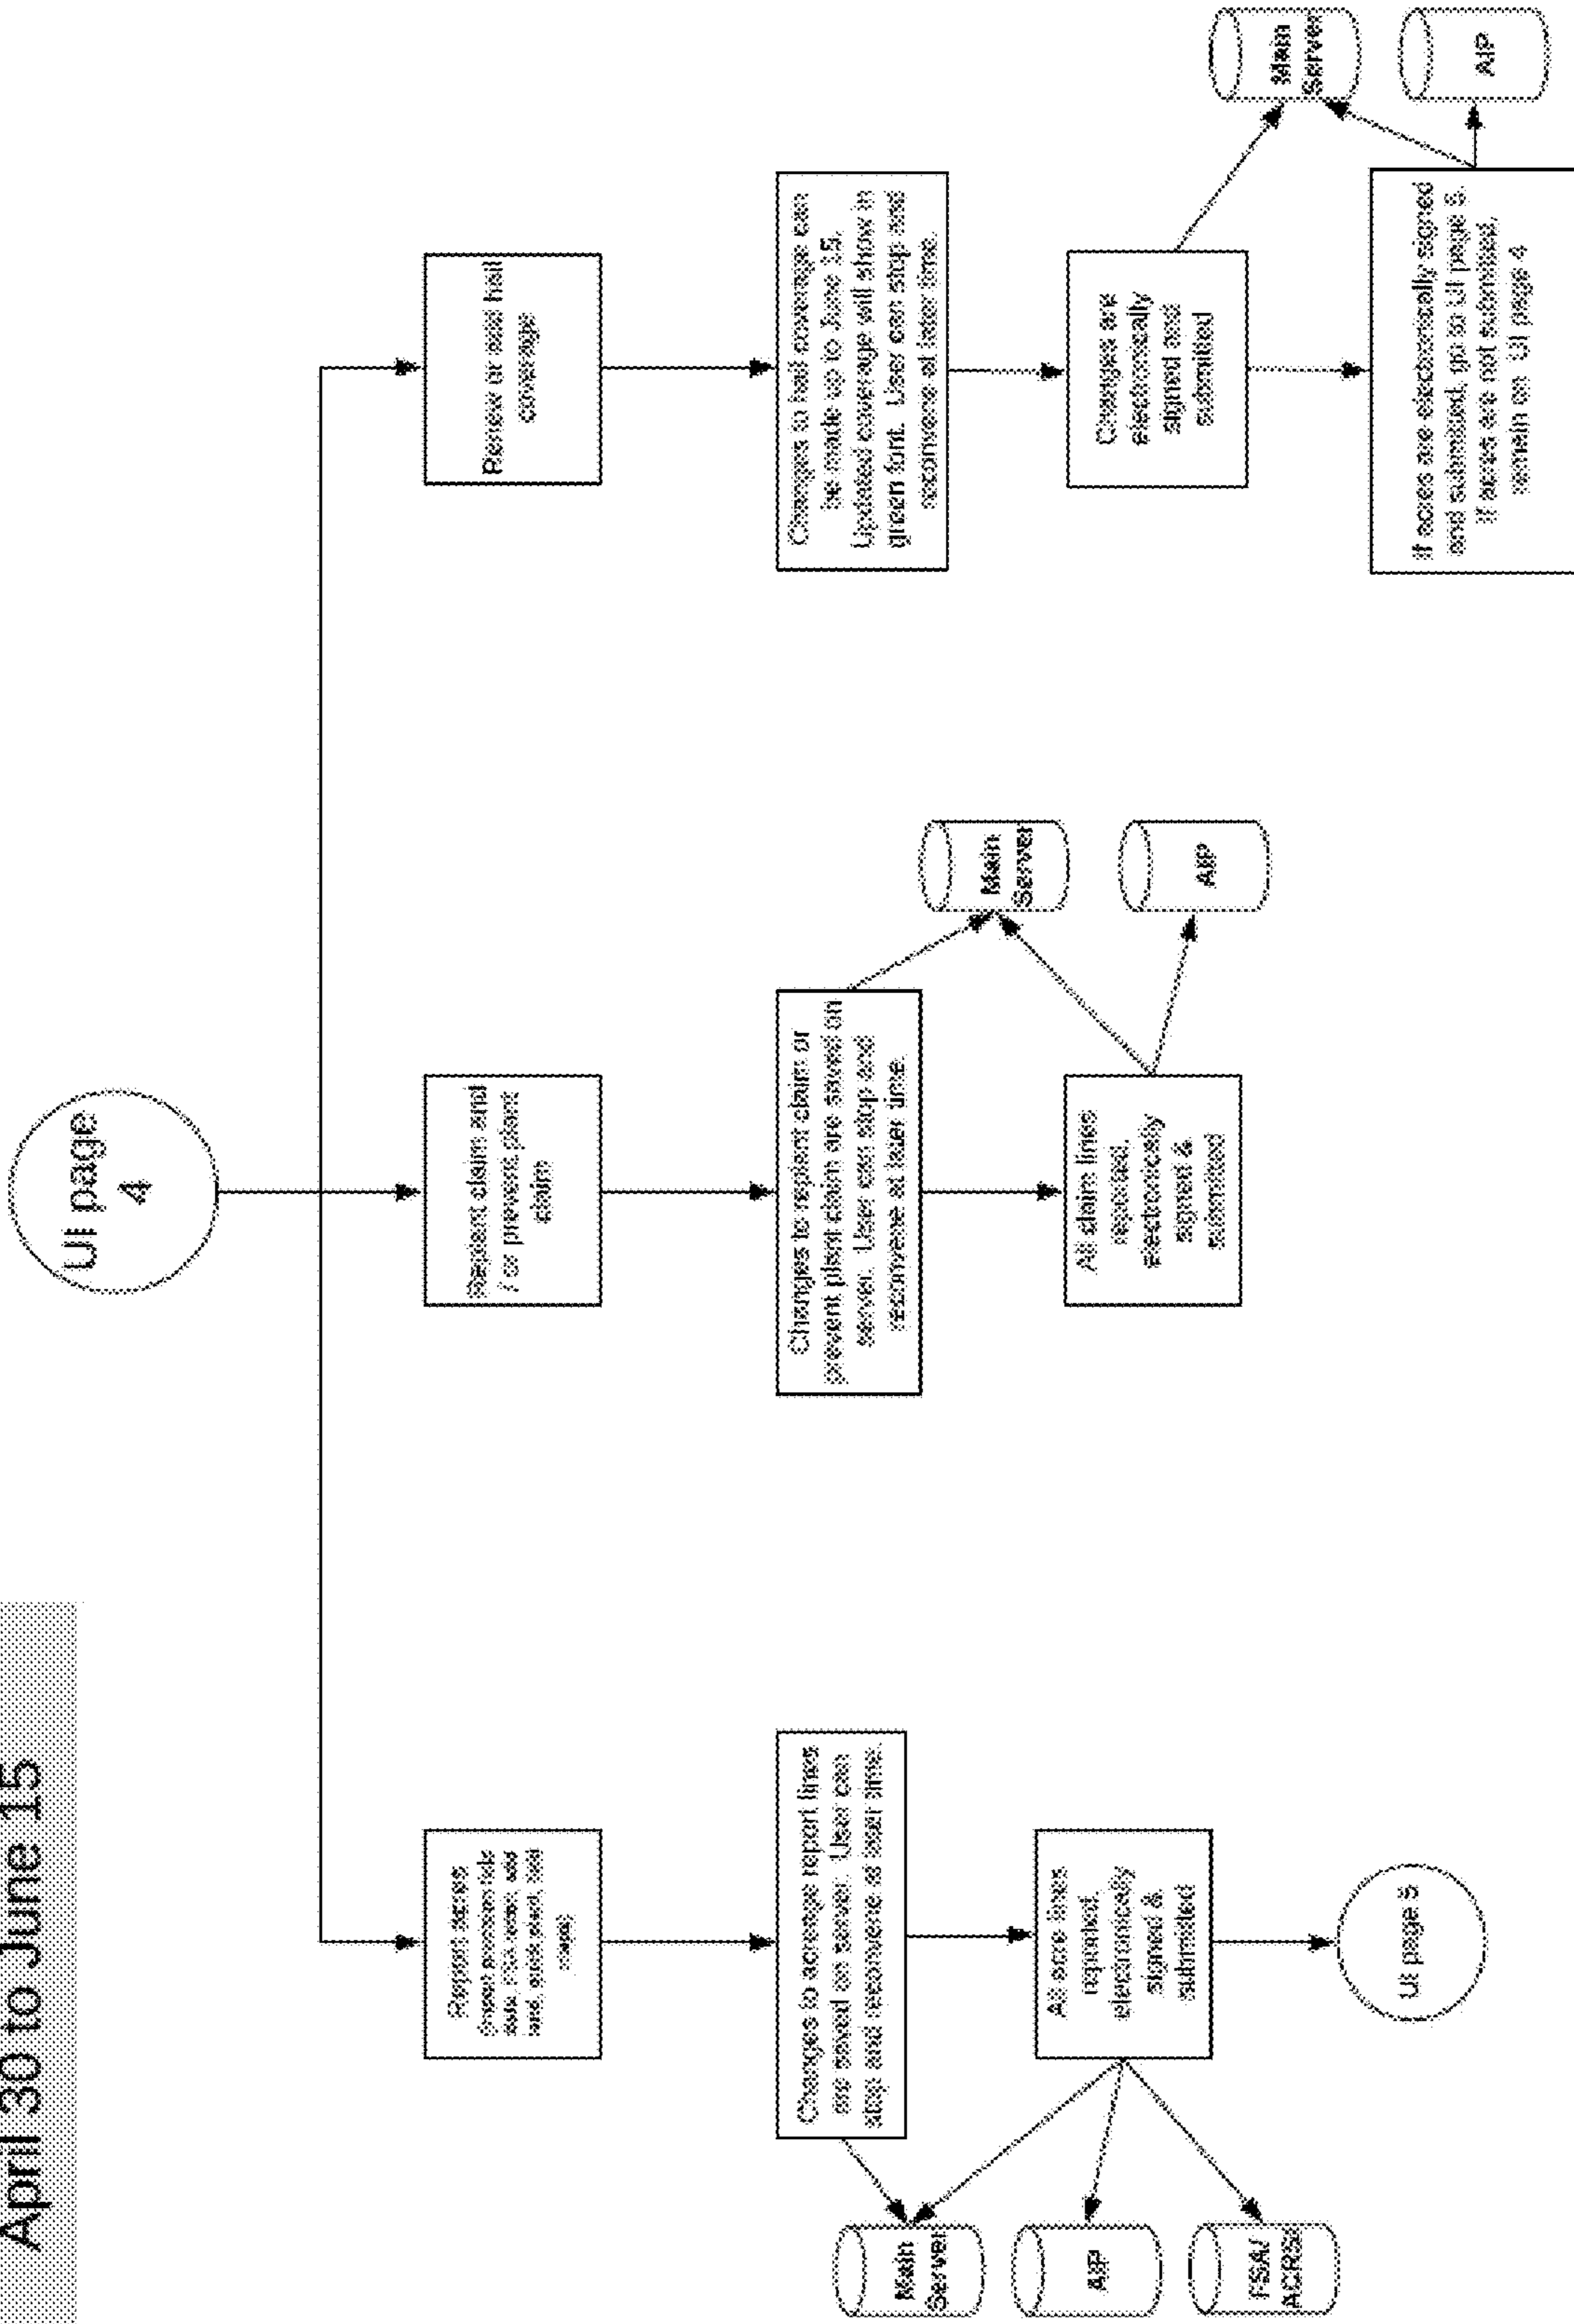 April 30 to June 15
UI page
4
Report acres
land, quick plant, hail
Changes to acreage report lines
are saved on server. User can
stop and reconvene at later time.
All acre lines
reported,
electronically
signed &
submitted
UI page 5
Main
Server
AIP
FSA/
ACRSI
Replant claim and
/ or prevent plant
claim
Changes to replant claim or
prevent plant claim are saved on
server. User can stop and
reconvene at later time.
All claim lines
reported,
electronically
signed &
submitted
Main
Server
AIP
Renew or add hail
coverage
Changes to hail coverage can
be made up to June 15.
Updated coverage will show in
green font. User can stop and
reconvene at later time.
Changes are
electronically
signed and
submitted
If acres are electronically signed
and submitted, go to UI page 5.
If acres are not submitted,
remain on UI page 4
Main
Server
AIP